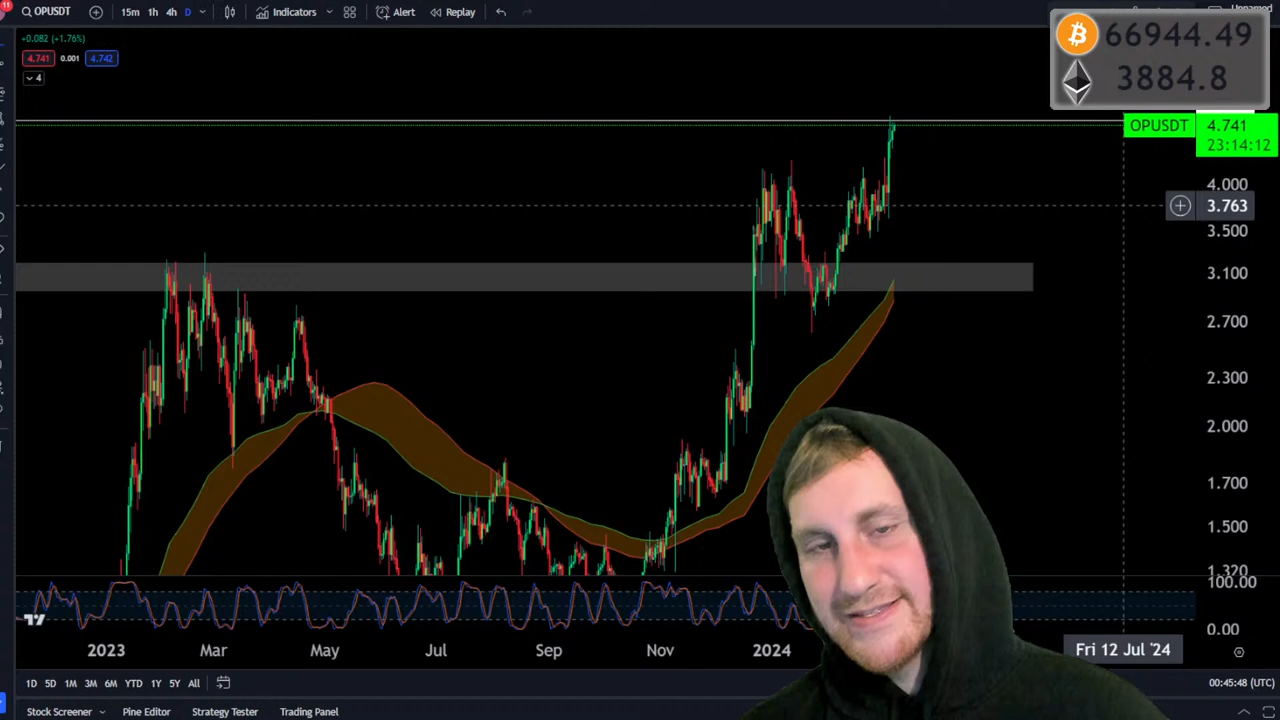 11
OPUSDT
15m 1h 4h D
Indicators
Alert
Replay
Unnamed
+0.082 (+1.76%)
4.741 0.001 4.742
4
66944.49
3884.8
OPUSDT 4.741
23:14:12
4.000
3.763
3.500
3.100
2.700
2.300
2.000
1.700
1.500
1.320
100.00
0.00
2023 Mar May Jul Sep Nov 2024 Fri 12 Jul '24
1D 5D 1M 3M 6M YTD 1Y 5Y All
00:45:48 (UTC)
Stock Screener Pine Editor Strategy Tester Trading Panel